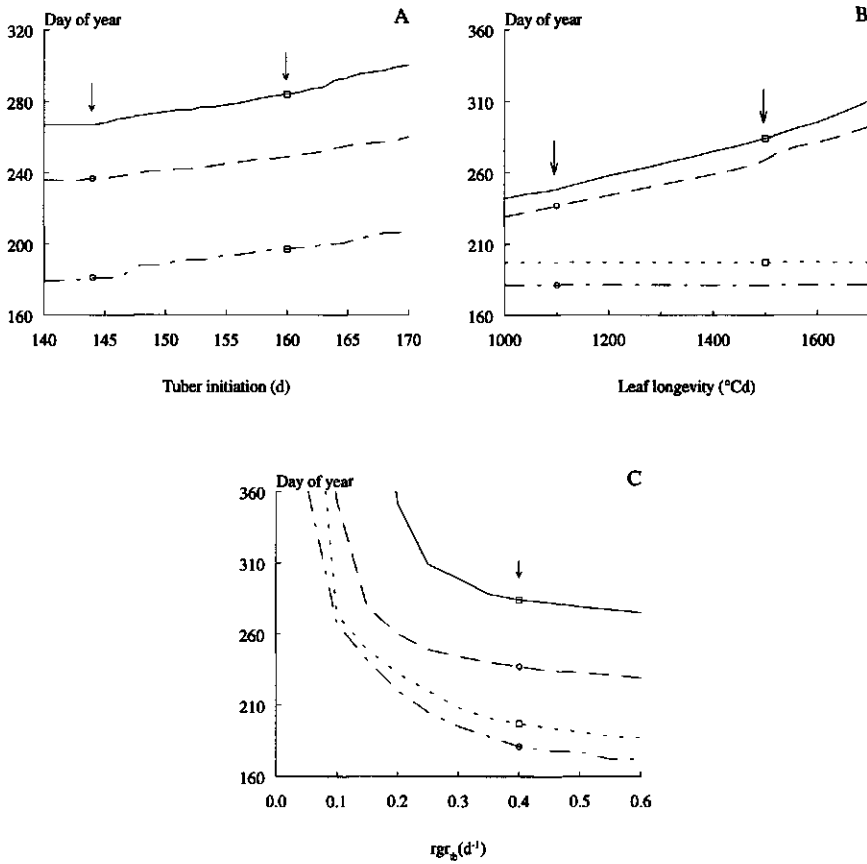 Day of year A
360
320
280
240
200
160
140 145 150 155 160 165 170
Tuber initiation (d)
Day of year B
360
310
260
210
160
1000 1200 1400 1600
Leaf longevity (°Cd)
Day of year C
360
310
260
210
160
0.0 0.1 0.2 0.3 0.4 0.5 0.6
rgr_tb(d⁻¹)